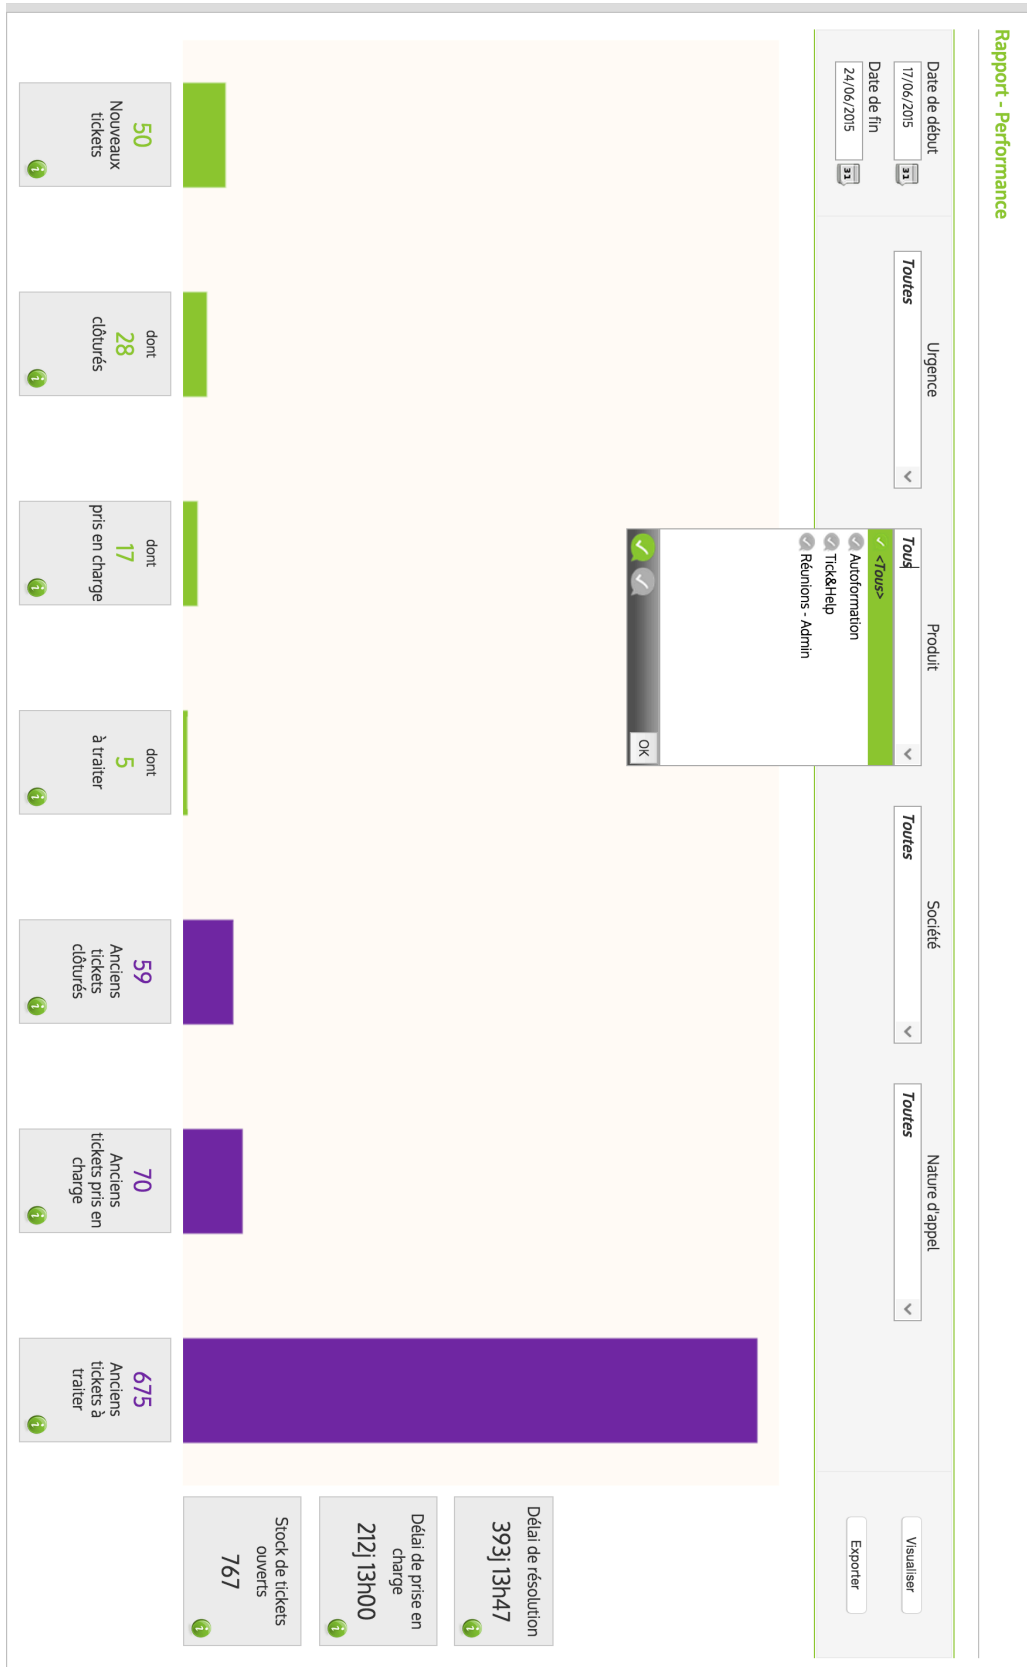 Rapport - Performance
Date de début
17/06/2015
31
Date de fin
24/06/2015
31
Urgence
Toutes
Produit
Tous
<Tous>
Autoformation
Tick&Help
Réunions - Admin
OK
Société
Toutes
Nature d'appel
Toutes
Visualiser
Exporter
50
Nouveaux
tickets
dont
28
clôturés
dont
17
pris en charge
dont
5
à traiter
59
Anciens
tickets
clôturés
70
Anciens
tickets pris en
charge
675
Anciens
tickets à
traiter
Délai de résolution
393j 13h47
Délai de prise en
charge
212j 13h00
Stock de tickets
ouverts
767